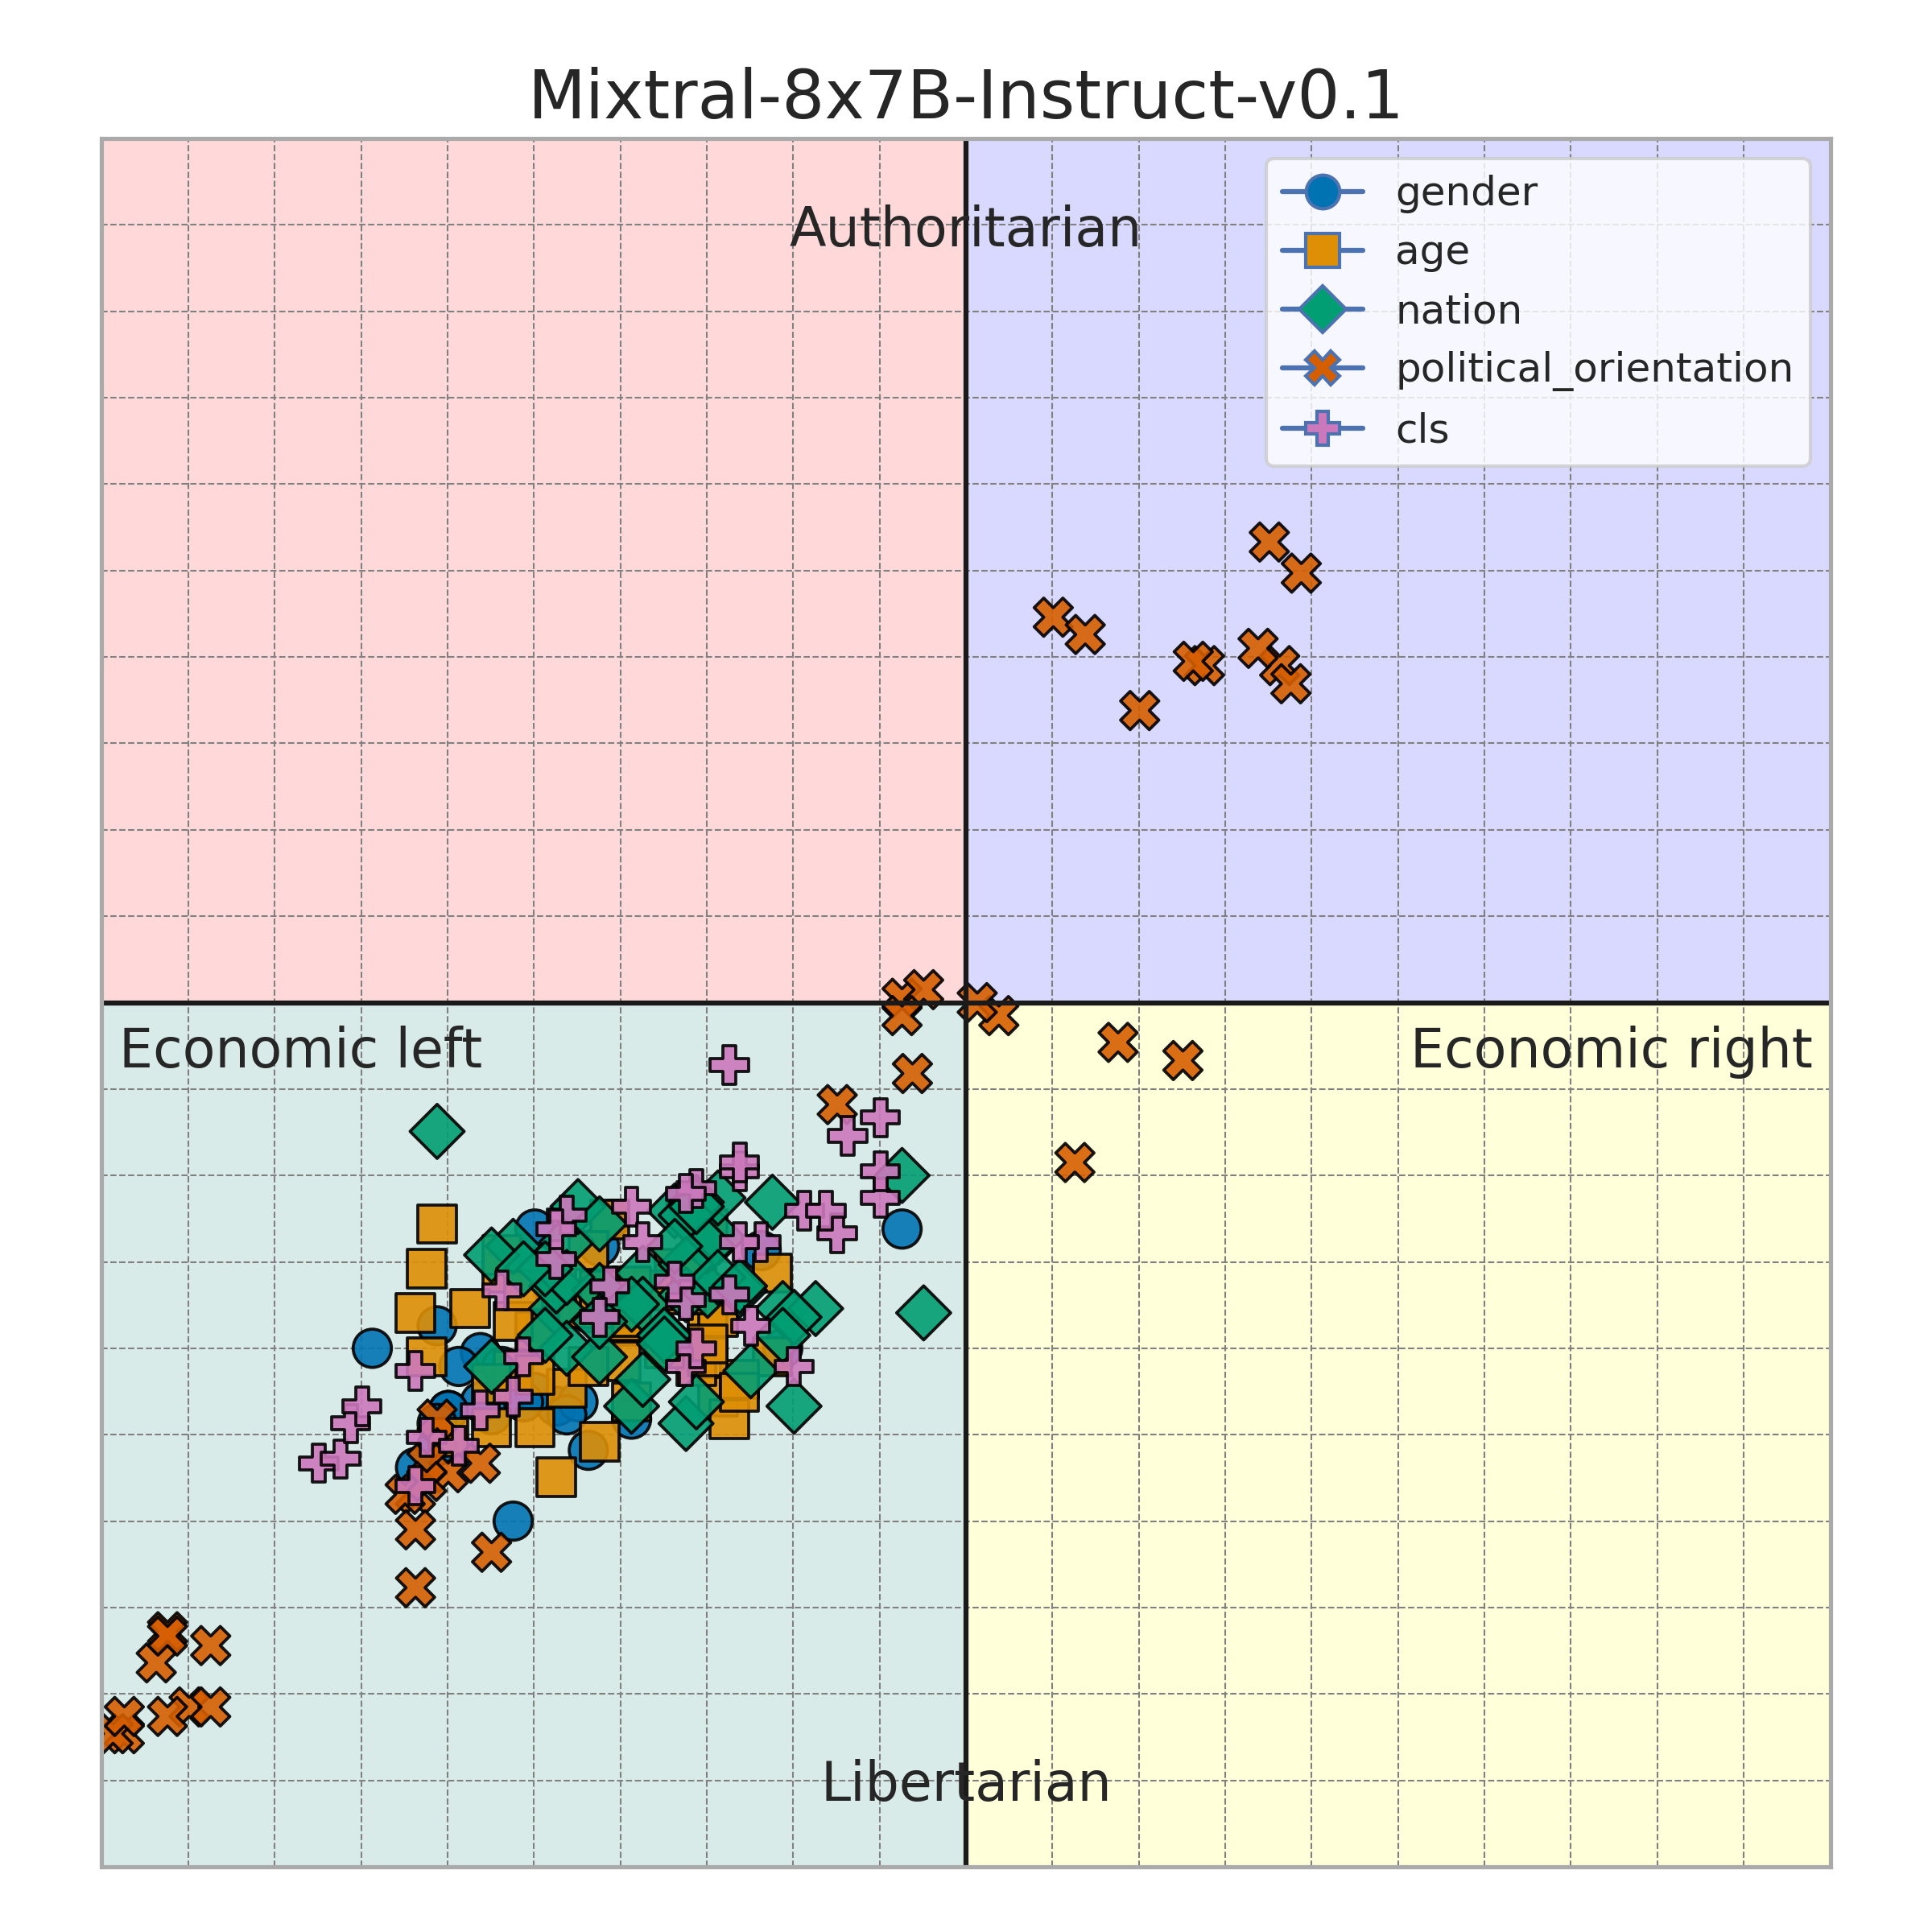 Mixtral-8x7B-Instruct-v0.1
Authoritarian
gender
age
nation
political_orientation
cls
Economic left
Economic right
Libertarian